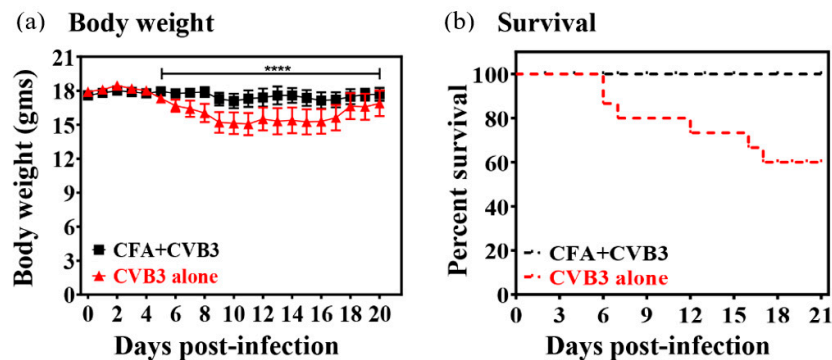 (a) Body weight
****
21
18
15
12
9
6
3
0
Body weight (gms)
CFA+CVB3
CVB3 alone
0 2 4 6 8 10 12 14 16 18 20
Days post-infection
(b) Survival
100
80
60
40
20
0
Percent survival
CFA+CVB3
CVB3 alone
0 3 6 9 12 15 18 21
Days post-infection